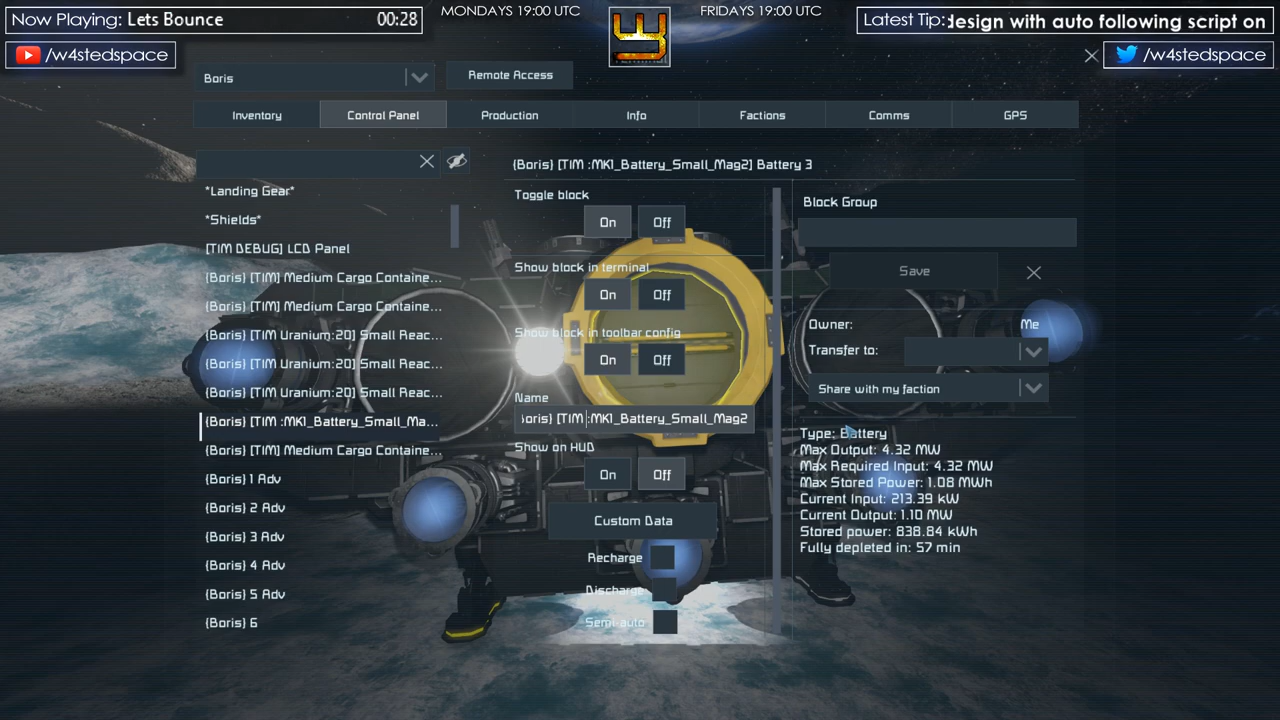 Now Playing: Lets Bounce 00:28
MONDAYS 19:00 UTC
FRIDAYS 19:00 UTC
Latest Tip: design with auto following script on
/w4stedspace
/w4stedspace
Boris
Remote Access
Inventory
Control Panel
Production
Info
Factions
Comms
GPS
*Landing Gear*
*Shields*
[TIM DEBUG] LCD Panel
{Boris} [TIM] Medium Cargo Containe...
{Boris} [TIM] Medium Cargo Containe...
{Boris} [TIM Uranium:20] Small Reac...
{Boris} [TIM Uranium:20] Small Reac...
{Boris} [TIM Uranium:20] Small Reac...
{Boris} [TIM :MK1_Battery_Small_Ma...
{Boris} [TIM] Medium Cargo Containe...
{Boris} 1 Adv
{Boris} 2 Adv
{Boris} 3 Adv
{Boris} 4 Adv
{Boris} 5 Adv
{Boris} 6
{Boris} [TIM :MK1_Battery_Small_Mag2] Battery 3
Toggle block
On Off
Show block in terminal
On Off
Show block in toolbar config
On Off
Name
oris} [TIM :MK1_Battery_Small_Mag2
Show on HUD
On Off
Custom Data
Recharge
Discharge
Semi-auto
Block Group
Save
Owner: Me
Transfer to:
Share with my faction
Type: Battery
Max Output: 4.32 MW
Max Required Input: 4.32 MW
Max Stored Power: 1.08 MWh
Current Input: 213.39 kW
Current Output: 1.10 MW
Stored power: 838.84 kWh
Fully depleted in: 57 min